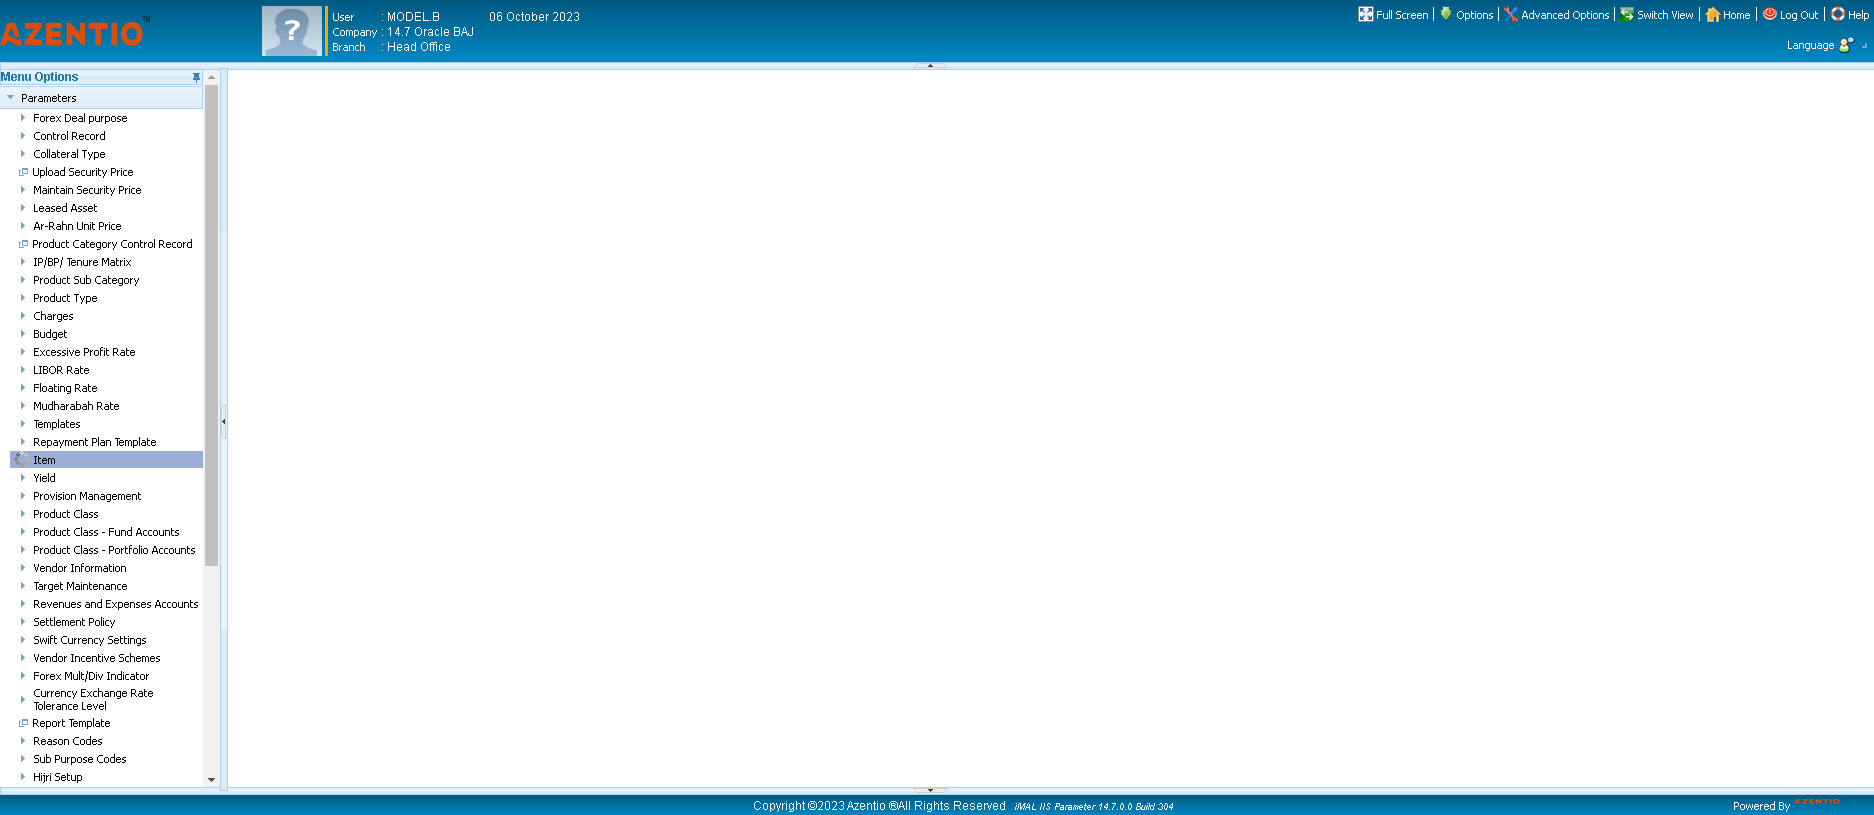 AZENTIO™
User : MODEL.B 06 October 2023
Company : 14.7 Oracle BAJ
Branch : Head Office
Full Screen Options Advanced Options Switch View Home Log Out Help
Language
Menu Options
Parameters
Forex Deal purpose
Control Record
Collateral Type
Upload Security Price
Maintain Security Price
Leased Asset
Ar-Rahn Unit Price
Product Category Control Record
IP/BP/ Tenure Matrix
Product Sub Category
Product Type
Charges
Budget
Excessive Profit Rate
LIBOR Rate
Floating Rate
Mudharabah Rate
Templates
Repayment Plan Template
Item
Yield
Provision Management
Product Class
Product Class - Fund Accounts
Product Class - Portfolio Accounts
Vendor Information
Target Maintenance
Revenues and Expenses Accounts
Settlement Policy
Swift Currency Settings
Vendor Incentive Schemes
Forex Mult/Div Indicator
Currency Exchange Rate
Tolerance Level
Report Template
Reason Codes
Sub Purpose Codes
Hijri Setup
Copyright ©2023 Azentio ®All Rights Reserved iMAL IIS Parameter 14.7.0.0 Build 304
Powered By AZENTIO